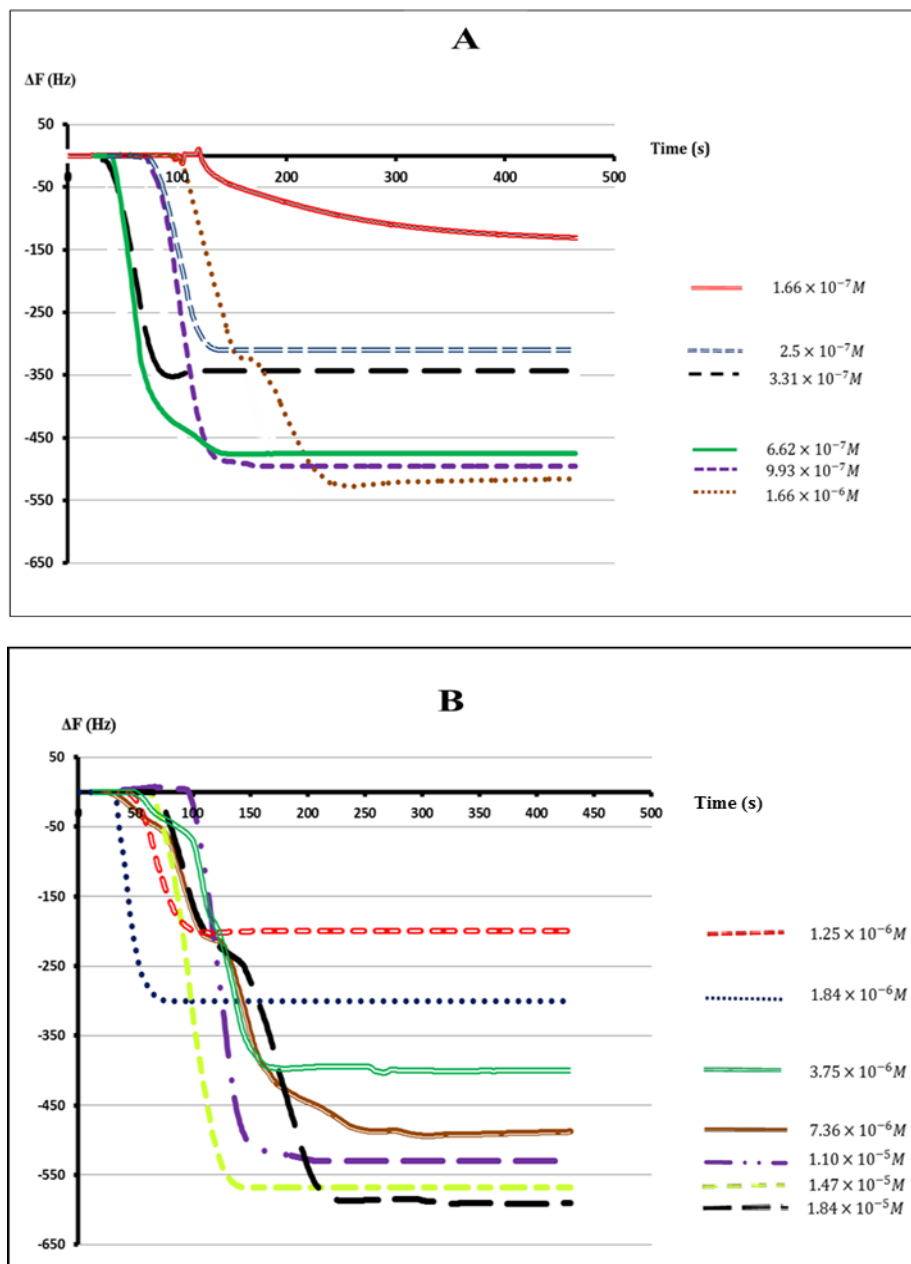 A
ΔF (Hz)
50
Time (s)
0
100
200
300
400
500
-50
-150
-250
-350
-450
-550
-650
1.66 × 10⁻⁷M
2.5 × 10⁻⁷M
3.31 × 10⁻⁷M
6.62 × 10⁻⁷M
9.93 × 10⁻⁷M
1.66 × 10⁻⁶M
B
ΔF (Hz)
50
Time (s)
0
50
100
150
200
250
300
350
400
450
500
-50
-150
-250
-350
-450
-550
-650
1.25 × 10⁻⁶M
1.84 × 10⁻⁶M
3.75 × 10⁻⁶M
7.36 × 10⁻⁶M
1.10 × 10⁻⁵M
1.47 × 10⁻⁵M
1.84 × 10⁻⁵M